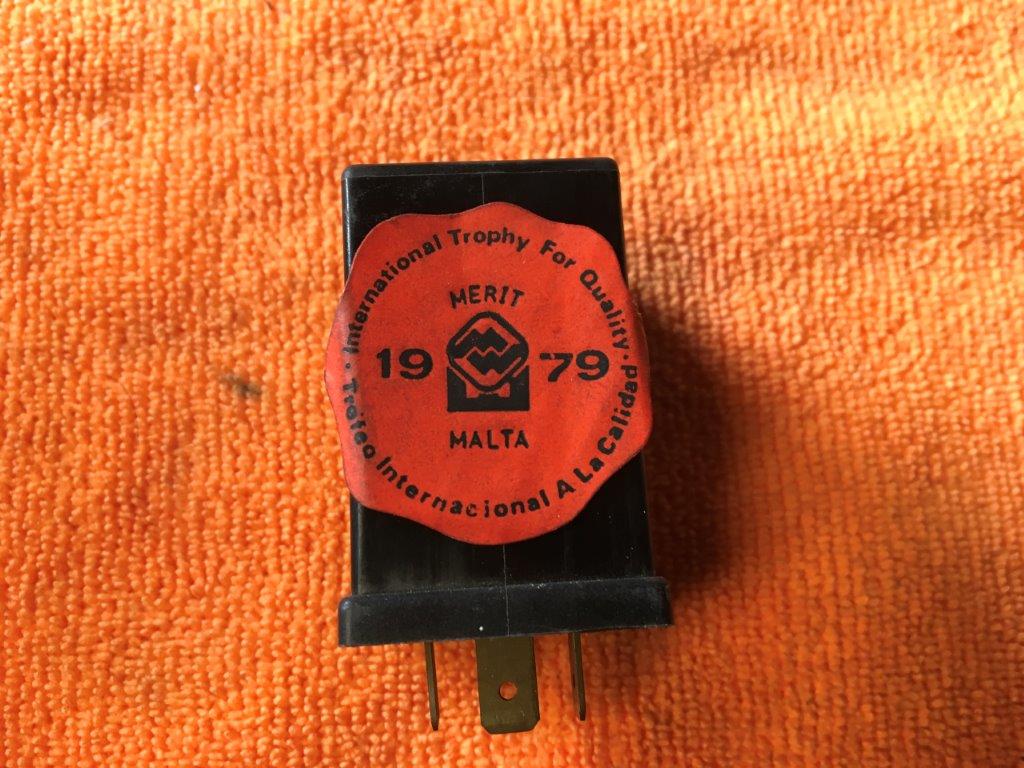 International Trophy For Quality.
MERIT
19 79
MALTA
Trofeo Internacional A La Calidad.